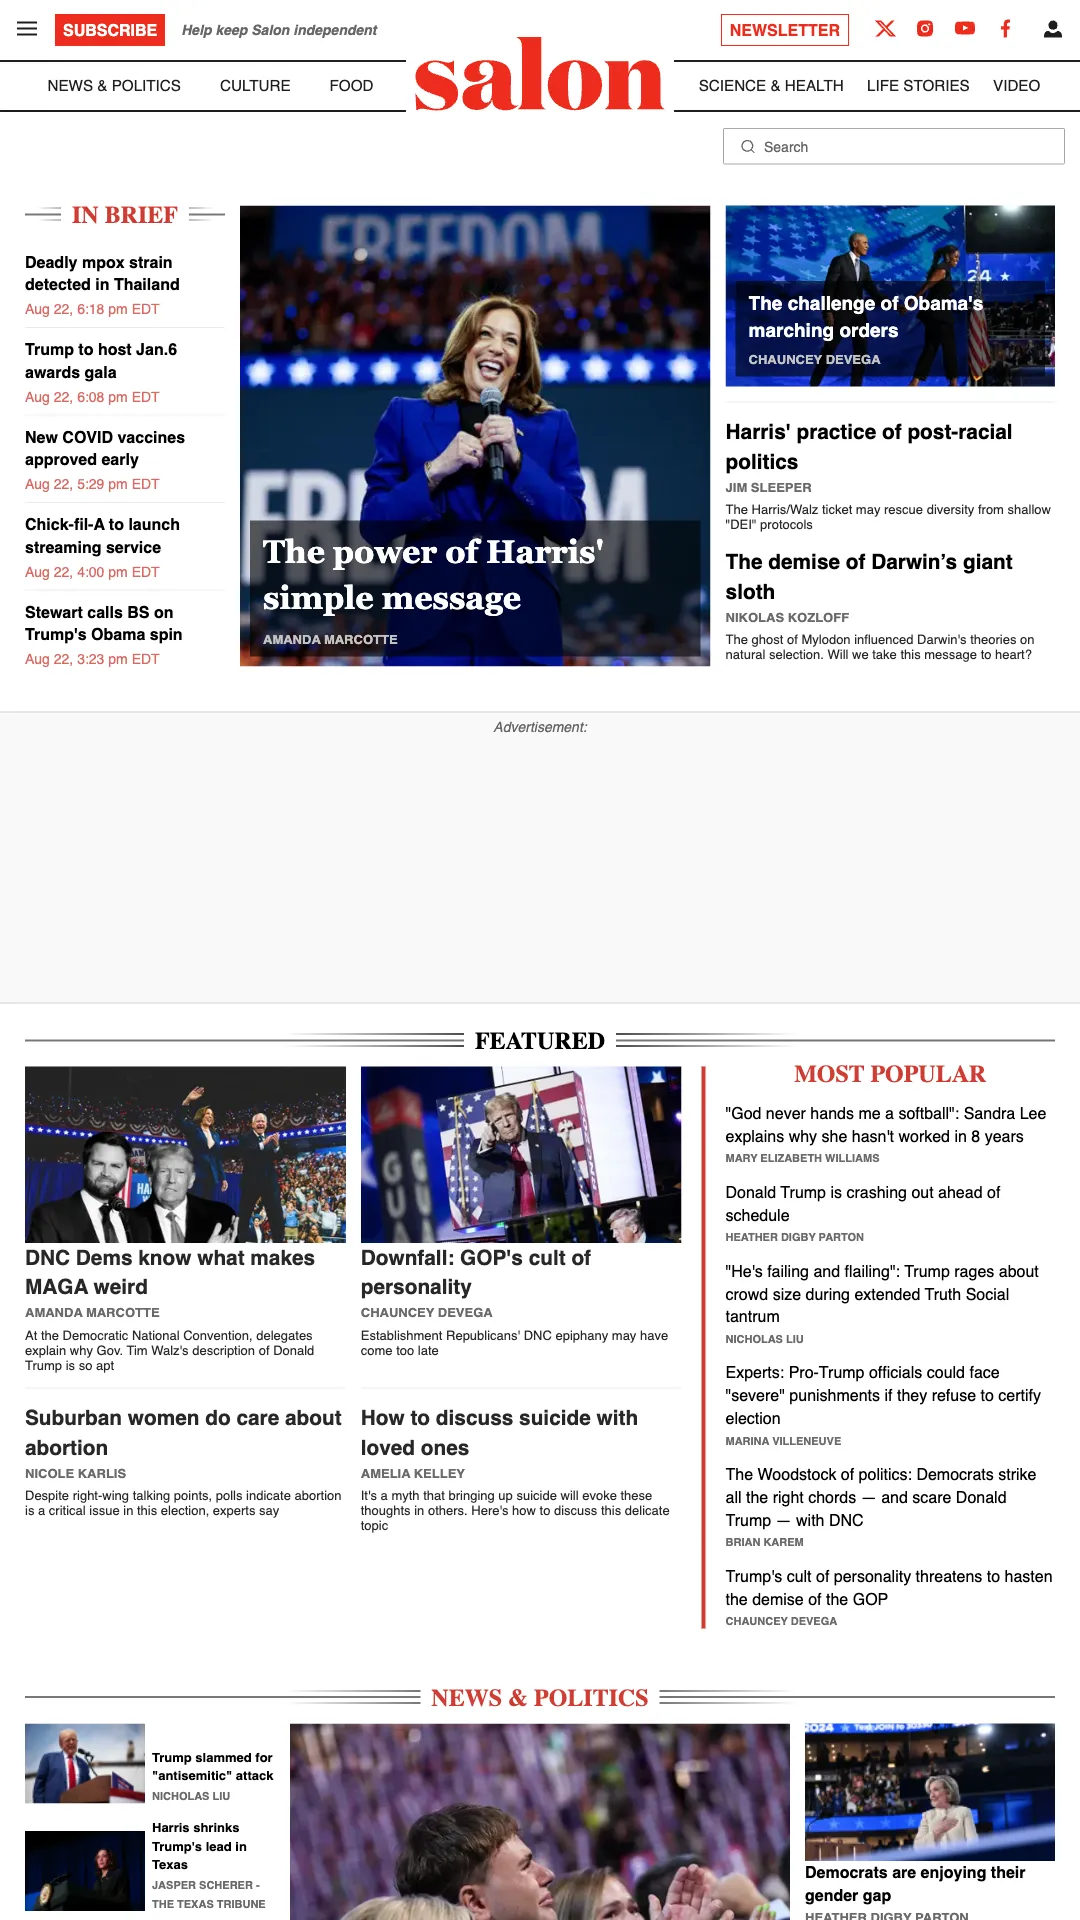 SUBSCRIBE
Help keep Salon independent
NEWSLETTER
NEWS & POLITICS
CULTURE
FOOD
salon
SCIENCE & HEALTH
LIFE STORIES
VIDEO
Search
IN BRIEF
Deadly mpox strain
detected in Thailand
Aug 22, 6:18 pm EDT
Trump to host Jan.6
awards gala
Aug 22, 6:08 pm EDT
New COVID vaccines
approved early
Aug 22, 5:29 pm EDT
Chick-fil-A to launch
streaming service
Aug 22, 4:00 pm EDT
Stewart calls BS on
Trump's Obama spin
Aug 22, 3:23 pm EDT
FREEDOM
The power of Harris'
simple message
AMANDA MARCOTTE
24
The challenge of Obama's
marching orders
CHAUNCEY DEVEGA
Harris' practice of post-racial
politics
JIM SLEEPER
The Harris/Walz ticket may rescue diversity from shallow
"DEI" protocols
The demise of Darwin’s giant
sloth
NIKOLAS KOZLOFF
The ghost of Mylodon influenced Darwin's theories on
natural selection. Will we take this message to heart?
Advertisement:
FEATURED
DNC Dems know what makes
MAGA weird
AMANDA MARCOTTE
At the Democratic National Convention, delegates
explain why Gov. Tim Walz's description of Donald
Trump is so apt
Downfall: GOP's cult of
personality
CHAUNCEY DEVEGA
Establishment Republicans' DNC epiphany may have
come too late
Suburban women do care about
abortion
NICOLE KARLIS
Despite right-wing talking points, polls indicate abortion
is a critical issue in this election, experts say
How to discuss suicide with
loved ones
AMELIA KELLEY
It's a myth that bringing up suicide will evoke these
thoughts in others. Here's how to discuss this delicate
topic
MOST POPULAR
"God never hands me a softball": Sandra Lee
explains why she hasn't worked in 8 years
MARY ELIZABETH WILLIAMS
Donald Trump is crashing out ahead of
schedule
HEATHER DIGBY PARTON
"He's failing and flailing": Trump rages about
crowd size during extended Truth Social
tantrum
NICHOLAS LIU
Experts: Pro-Trump officials could face
"severe" punishments if they refuse to certify
election
MARINA VILLENEUVE
The Woodstock of politics: Democrats strike
all the right chords — and scare Donald
Trump — with DNC
BRIAN KAREM
Trump's cult of personality threatens to hasten
the demise of the GOP
CHAUNCEY DEVEGA
NEWS & POLITICS
Trump slammed for
"antisemitic" attack
NICHOLAS LIU
Harris shrinks
Trump's lead in
Texas
JASPER SCHERER -
THE TEXAS TRIBUNE
2024
Democrats are enjoying their
gender gap
HEATHER DIGBY PARTON